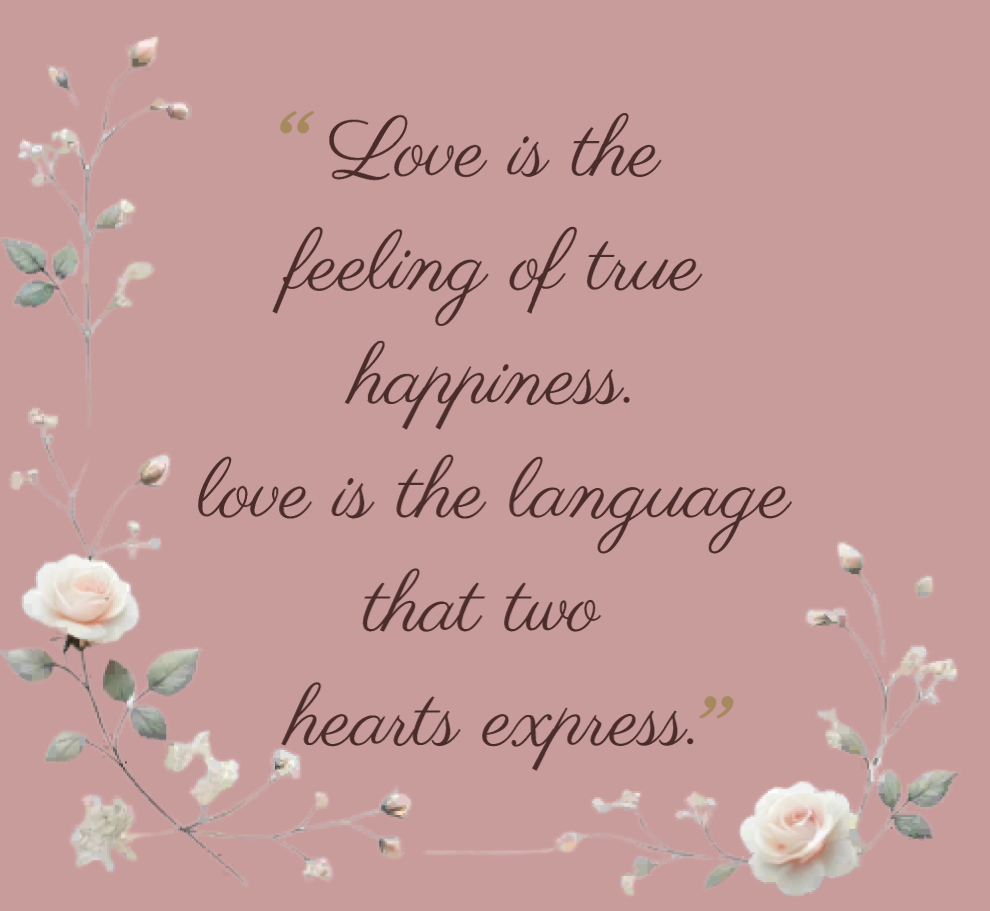 “Love is the
feeling of true
happiness.
love is the language
that two
hearts express.”